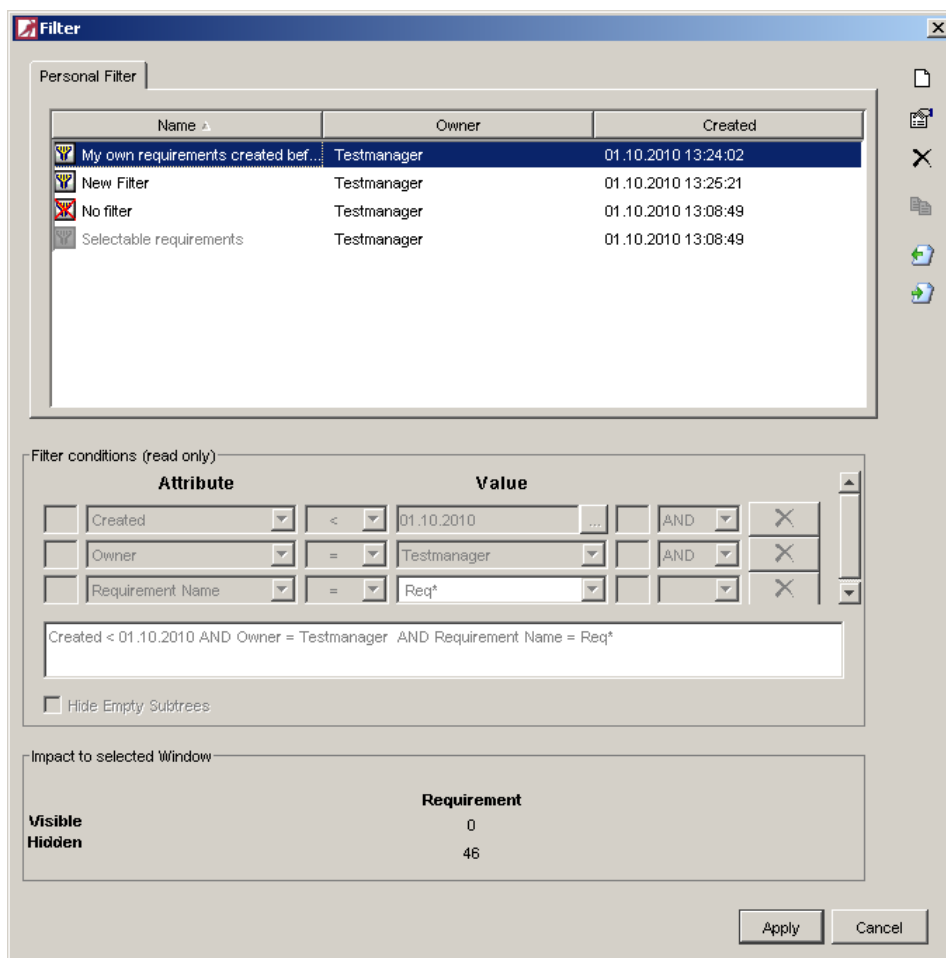 Filter
Personal Filter
Name Owner Created
My own requirements created bef... Testmanager 01.10.2010 13:24:02
New Filter Testmanager 01.10.2010 13:25:21
No filter Testmanager 01.10.2010 13:08:49
Selectable requirements Testmanager 01.10.2010 13:08:49
Filter conditions (read only)
Attribute Value
Created < 01.10.2010 ... AND
Owner = Testmanager AND
Requirement Name = Req*
Created < 01.10.2010 AND Owner = Testmanager AND Requirement Name = Req*
Hide Empty Subtrees
Impact to selected Window
Requirement
Visible 0
Hidden 46
Apply Cancel